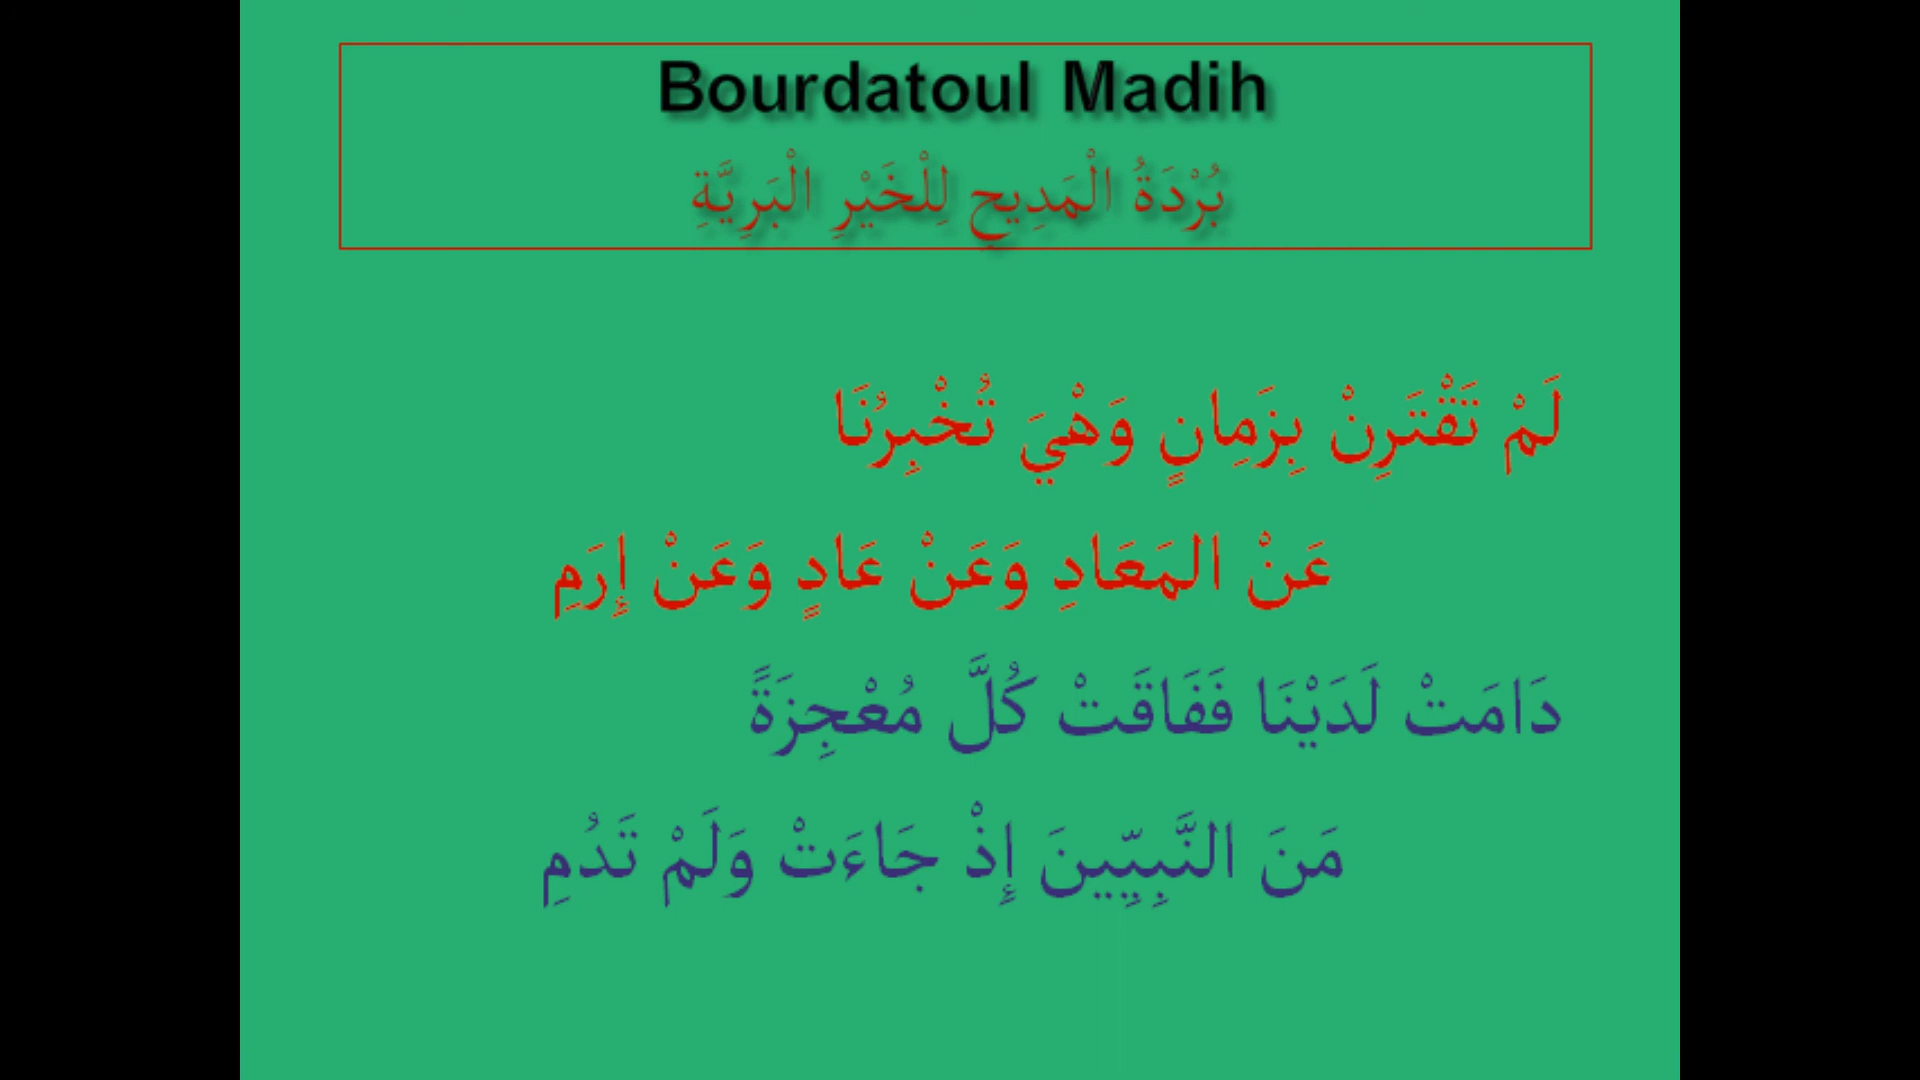 Bourdatoul Madih
بُرْدَةُ الْمَدِيحِ لِلْخَيْرِ الْبَرِيَّةِ
لَمْ تَقْتَرِنْ بِزَمِانٍ وَهْيَ تُخْبِرُنَا
عَنْ المَعَادِ وَعَنْ عَادٍ وَعَنْ إِرَمِ
دَامَتْ لَدَيْنَا فَفَاقَتْ كُلَّ مُعْجِزَةً
مَنَ النَّبِيِّينَ إِذْ جَاءَتْ وَلَمْ تَدُمِ